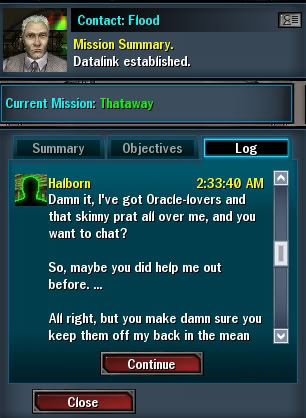 Contact: Flood
Mission Summary.
Datalink established.
Current Mission: Thataway
Summary
Objectives
Log
Halborn 2:33:40 AM
Damn it, I've got Oracle-lovers and
that skinny prat all over me, and you
want to chat?
So, maybe you did help me out
before. ...
All right, but you make damn sure you
keep them off my back in the mean
Continue
Close